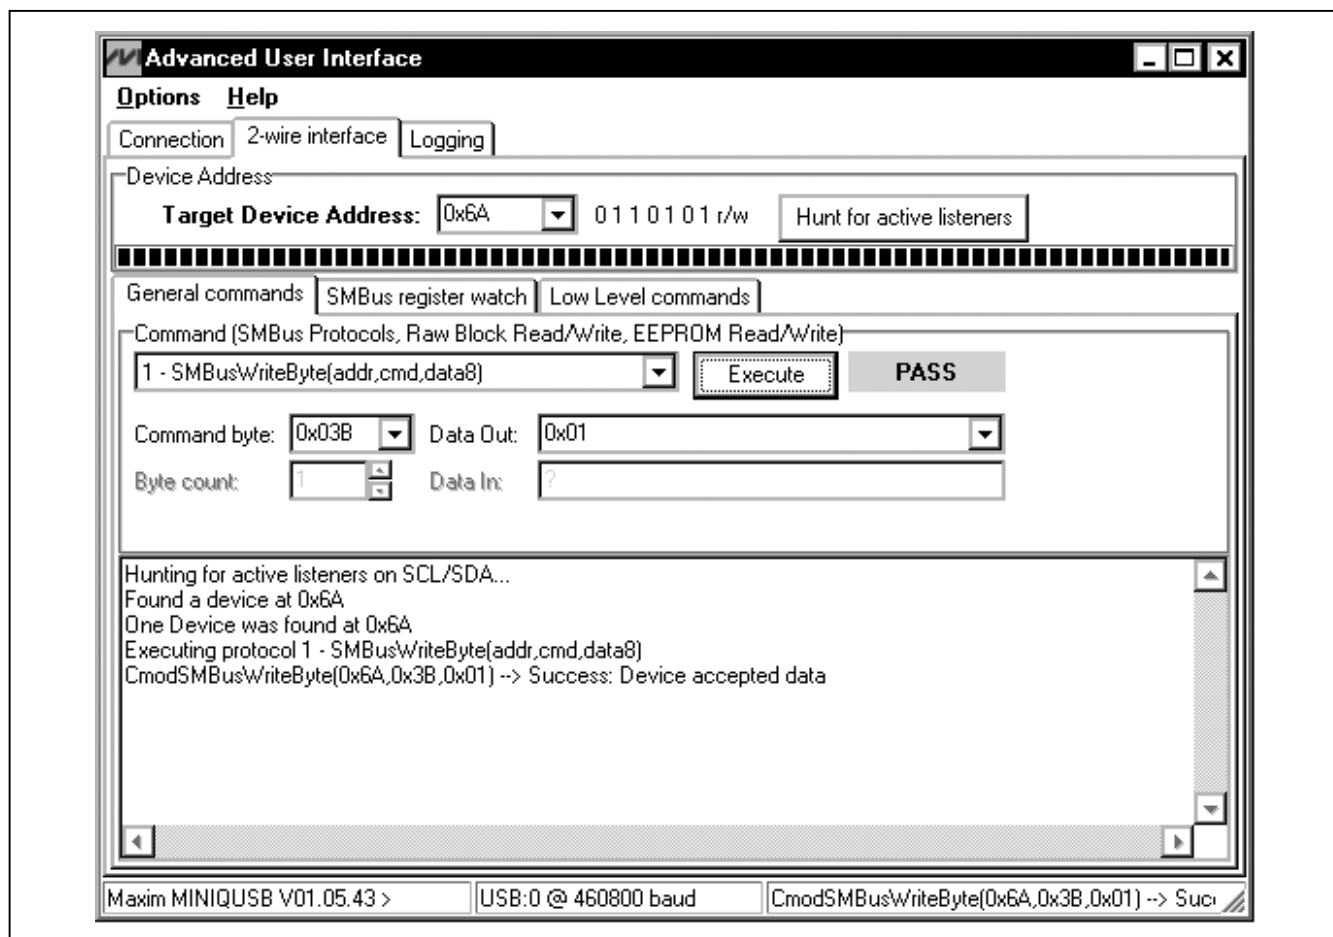 Advanced User Interface
Options Help
Connection 2-wire interface Logging
Device Address
Target Device Address: 0x6A 0 1 1 0 1 0 1 r/w Hunt for active listeners
General commands SMBus register watch Low Level commands
Command (SMBus Protocols, Raw Block Read/Write, EEPROM Read/Write)
1 - SMBusWriteByte(addr,cmd,data8) Execute PASS
Command byte: 0x03B Data Out: 0x01
Byte count: 1 Data In: ?
Hunting for active listeners on SCL/SDA...
Found a device at 0x6A
One Device was found at 0x6A
Executing protocol 1 - SMBusWriteByte(addr,cmd,data8)
CmodSMBusWriteByte(0x6A,0x3B,0x01) --> Success: Device accepted data
Maxim MINIQUSB V01.05.43 > USB:0 @ 460800 baud CmodSMBusWriteByte(0x6A,0x3B,0x01) --> Succ